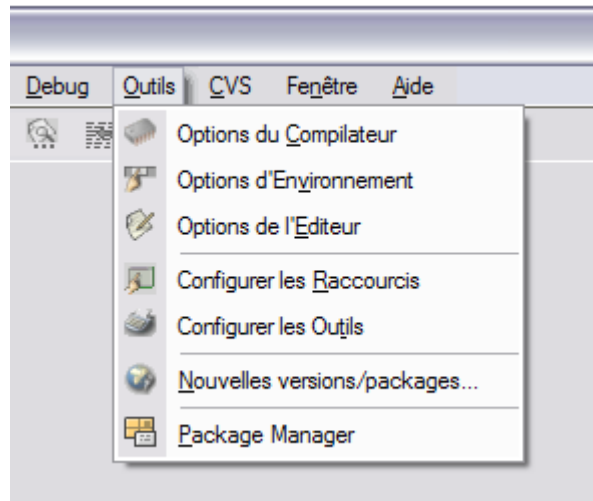 Debug Outils CVS Fenêtre Aide
Options du Compilateur
Options d"Environnement
Options de l"Editeur
Configurer les Raccourcis
Configurer les Outils
Nouvelles versions/packages...
Package Manager